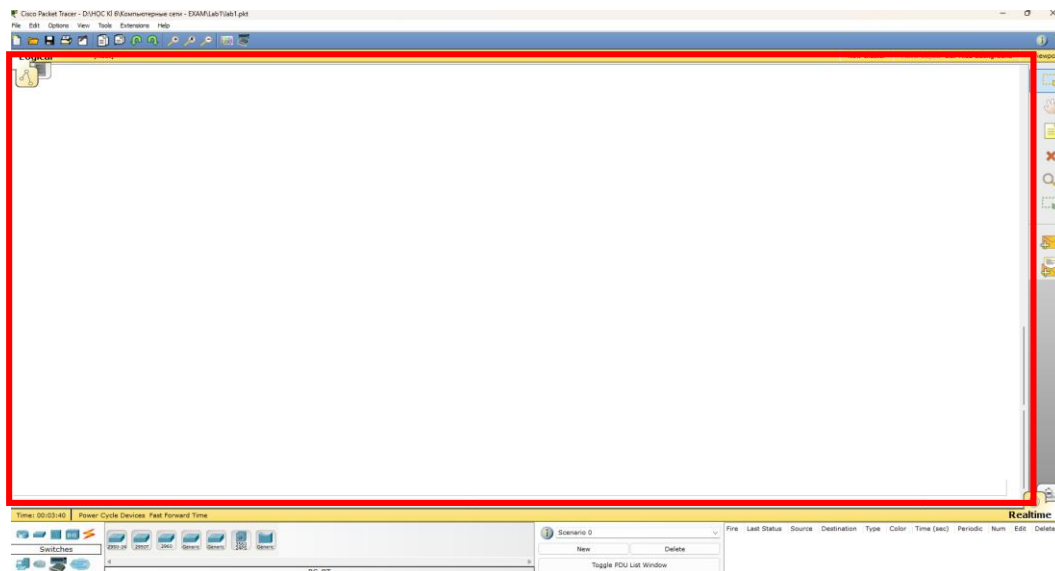 Cisco Packet Tracer - D:\HỌC KÌ 6\Компьютерные сети - EXAM\Lab1\lab1.pkt
File Edit Options View Tools Extensions Help
Logical
Time: 00:03:40 Power Cycle Devices Fast Forward Time
Realtime
Switches
2950-24 2950T 2960 Generic Generic Generic
Scenario 0
New Delete
Toggle PDU List Window
Fire Last Status Source Destination Type Color Time (sec) Periodic Num Edit Delete